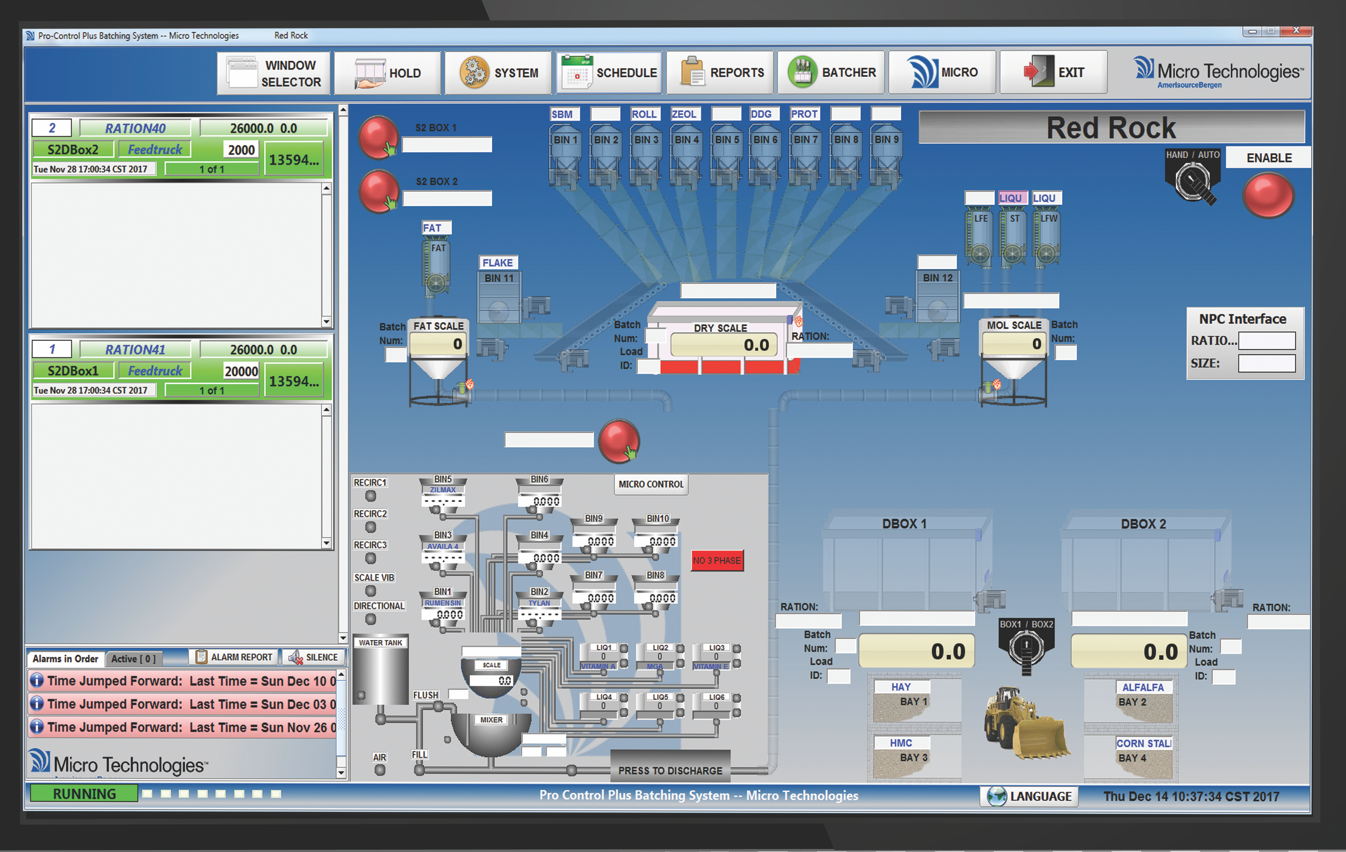 Pro-Control Plus Batching System -- Micro Technologies Red Rock
WINDOW SELECTOR
HOLD
SYSTEM
SCHEDULE
REPORTS
BATCHER
MICRO
EXIT
Micro Technologies™
AmerisourceBergen
2 RATION40 26000.0 0.0
S2DBox2 Feedtruck 2000 13594...
Tue Nov 28 17:00:34 CST 2017 1 of 1
1 RATION41 26000.0 0.0
S2DBox1 Feedtruck 20000 13594...
Tue Nov 28 17:00:34 CST 2017 1 of 1
S2 BOX 1
S2 BOX 2
SBM ROLL ZEOL DDG PROT
BIN 1 BIN 2 BIN 3 BIN 4 BIN 5 BIN 6 BIN 7 BIN 8 BIN 9
Red Rock
HAND / AUTO
ENABLE
FAT
FAT
FLAKE
BIN 11
LIQU LIQU
LFE ST LFW
BIN 12
Batch Num:
FAT SCALE
0
Batch Num:
Load ID:
DRY SCALE
0.0
RATION:
MOL SCALE
0
Batch Num:
NPC Interface
RATIO...
SIZE:
MICRO CONTROL
RECIRC1
RECIRC2
RECIRC3
SCALE VIB
DIRECTIONAL
BIN5
ZILMAX
-----
BIN6
0.000
BIN3
AVAILA 4
-----
BIN4
0.000
BIN9
0.000
BIN10
0.000
BIN1
RUMENSIN
0.000
BIN2
TYLAN
-----
BIN7
0.000
BIN8
0.000
NO 3 PHASE
WATER TANK
SCALE
0.0
FLUSH
MIXER
AIR
FILL
LIQ1
0
VITAMIN A
LIQ2
0
MGA
LIQ3
0
VITAMIN E
LIQ4
0
LIQ5
0
LIQ6
0
PRESS TO DISCHARGE
DBOX 1
DBOX 2
RATION:
Batch Num:
Load ID:
0.0
BOX1 / BOX2
0.0
RATION:
Batch Num:
Load ID:
HAY
BAY 1
ALFALFA
BAY 2
HMC
BAY 3
CORN STAL
BAY 4
Alarms in Order
Active [ 0 ]
ALARM REPORT
SILENCE
Time Jumped Forward: Last Time = Sun Dec 10 0
Time Jumped Forward: Last Time = Sun Dec 03 0
Time Jumped Forward: Last Time = Sun Nov 26 0
Micro Technologies™
RUNNING
Pro Control Plus Batching System -- Micro Technologies
LANGUAGE
Thu Dec 14 10:37:34 CST 2017